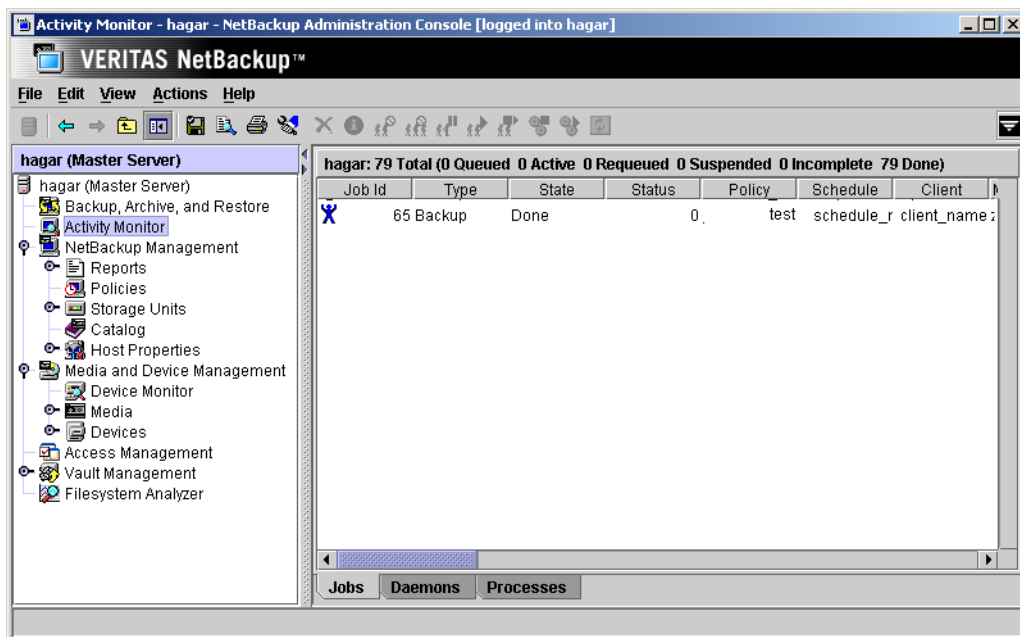 Activity Monitor - hagar - NetBackup Administration Console [logged into hagar]
VERITAS NetBackup™
File Edit View Actions Help
hagar (Master Server)
hagar: 79 Total (0 Queued 0 Active 0 Requeued 0 Suspended 0 Incomplete 79 Done)
Job Id Type State Status Policy Schedule Client
65 Backup Done 0 test schedule_r client_name
hagar (Master Server)
Backup, Archive, and Restore
Activity Monitor
NetBackup Management
Reports
Policies
Storage Units
Catalog
Host Properties
Media and Device Management
Device Monitor
Media
Devices
Access Management
Vault Management
Filesystem Analyzer
Jobs Daemons Processes